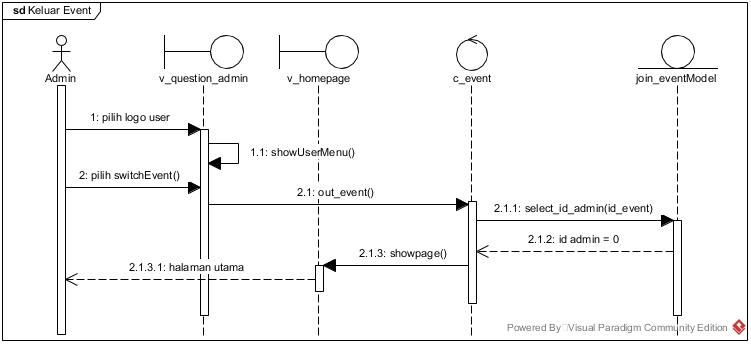 sd Keluar Event
Admin
v_question_admin
v_homepage
c_event
join_eventModel
1: pilih logo user
1.1: showUserMenu()
2: pilih switchEvent()
2.1: out_event()
2.1.1: select_id_admin(id_event)
2.1.2: id admin = 0
2.1.3: showpage()
2.1.3.1: halaman utama
Powered By Visual Paradigm Community Edition